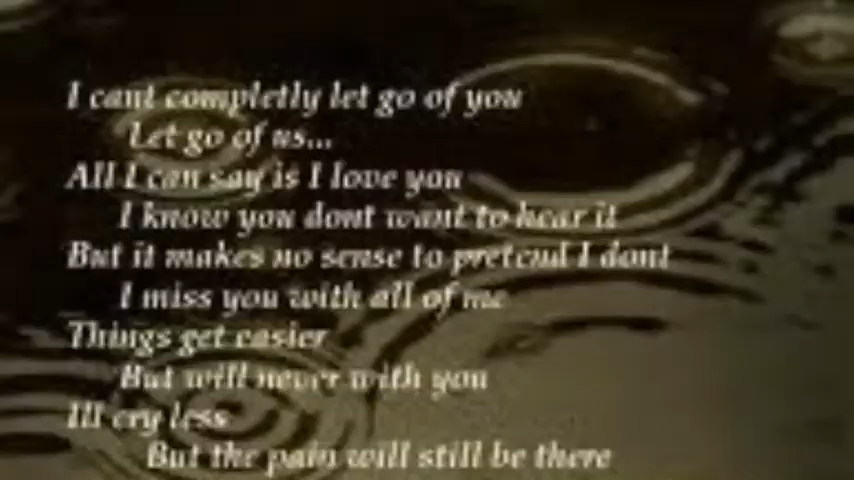 I cant completly let go of you
Let go of us...
All I can say is I love you
I know you dont want to hear it
But it makes no sense to pretend I dont
I miss you with all of me
Things get easier
But will never with you
Ill cry less
But the pain will still be there